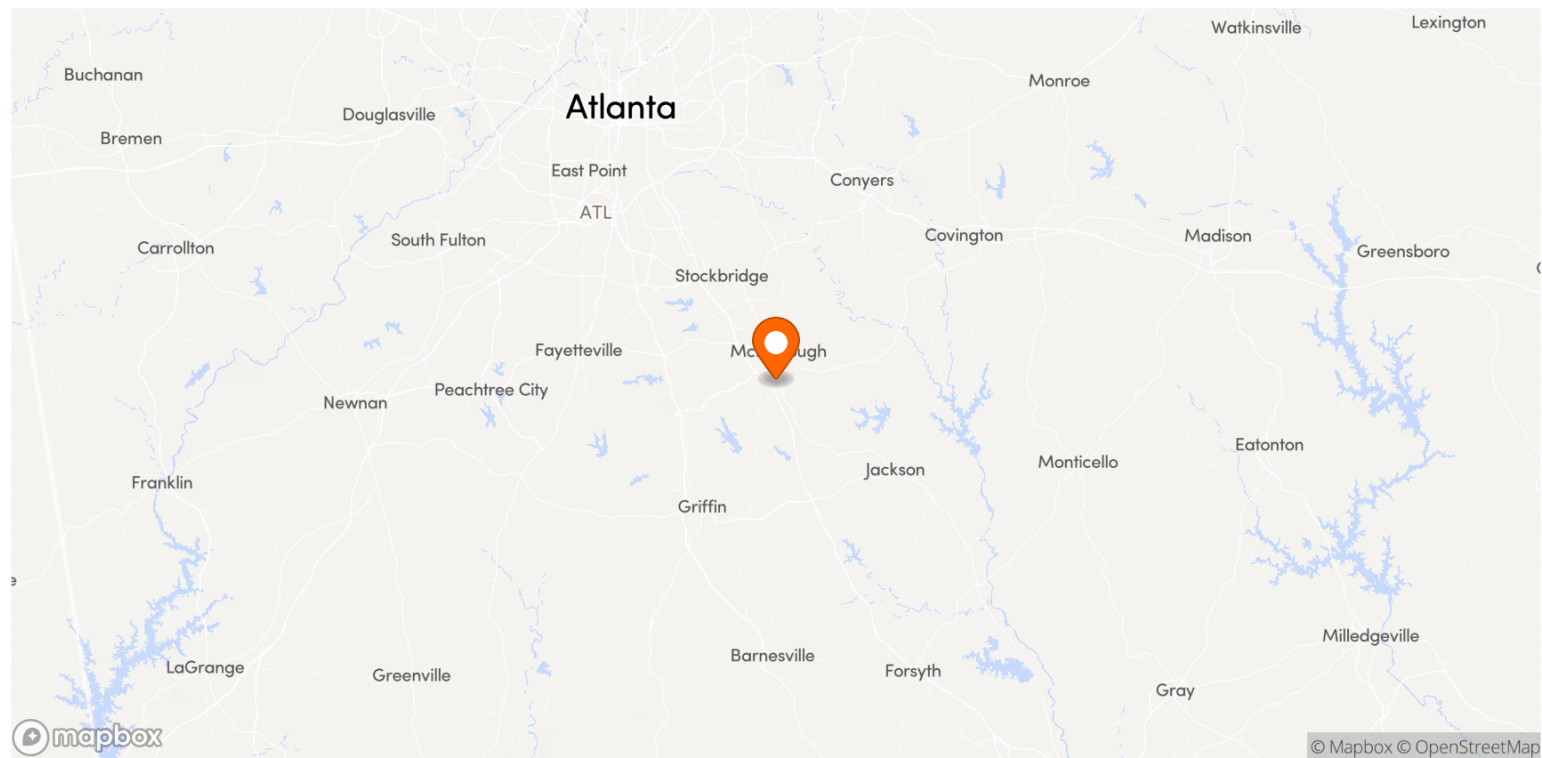 Lexington
Watkinsville
Buchanan
Monroe
Atlanta
Douglasville
Bremen
East Point
Conyers
ATL
Covington
Madison
South Fulton
Carrollton
Greensboro
Stockbridge
Fayetteville
Peachtree City
Newnan
Eatonton
Monticello
Jackson
Franklin
Griffin
Milledgeville
Barnesville
LaGrange
Forsyth
Greenville
Gray
mapbox
© Mapbox © OpenStreetMap